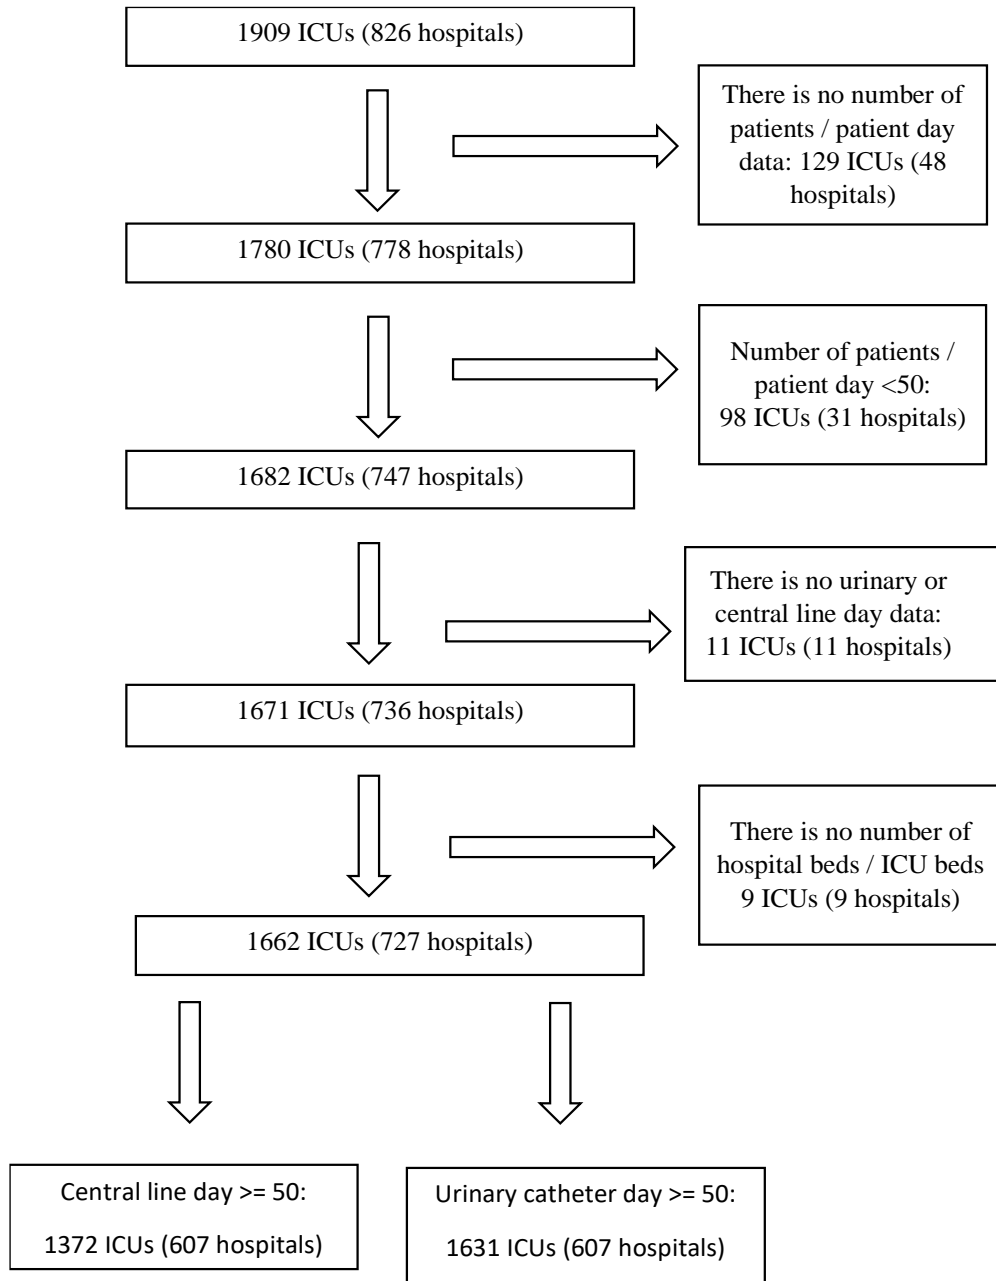 1909 ICUs (826 hospitals)
There is no number of
patients / patient day
data: 129 ICUs (48
hospitals)
1780 ICUs (778 hospitals)
Number of patients /
patient day <50:
98 ICUs (31 hospitals)
1682 ICUs (747 hospitals)
There is no urinary or
central line day data:
11 ICUs (11 hospitals)
1671 ICUs (736 hospitals)
There is no number of
hospital beds / ICU beds
9 ICUs (9 hospitals)
1662 ICUs (727 hospitals)
Central line day >= 50:
1372 ICUs (607 hospitals)
Urinary catheter day >= 50:
1631 ICUs (607 hospitals)